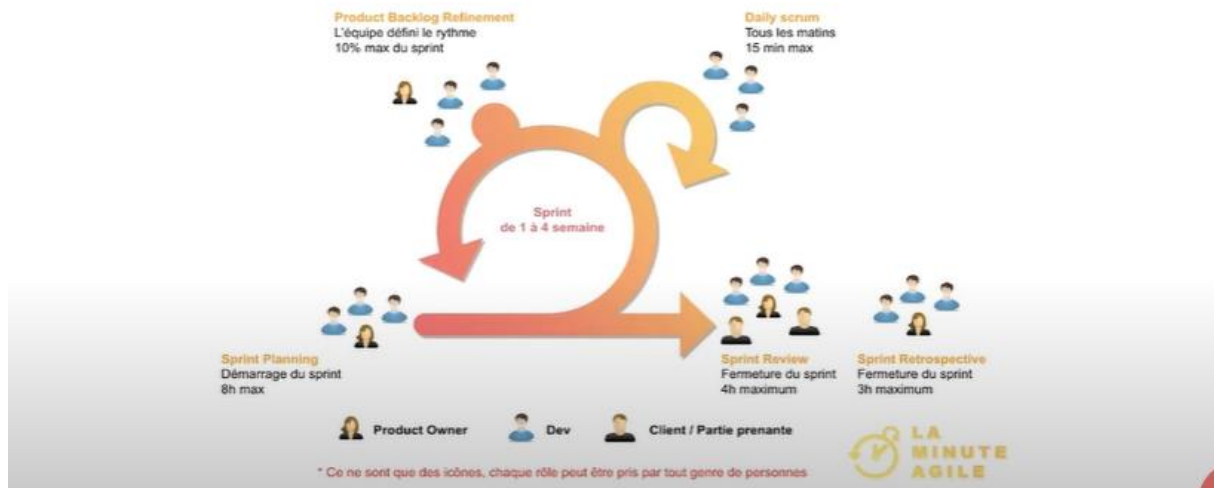 Product Backlog Refinement
L'équipe défini le rythme
10% max du sprint
Daily scrum
Tous les matins
15 min max
Sprint
de 1 à 4 semaine
Sprint Planning
Démarrage du sprint
8h max
Sprint Review
Fermeture du sprint
4h maximum
Sprint Retrospective
Fermeture du sprint
3h maximum
Product Owner
Dev
Client / Partie prenante
* Ce ne sont que des icônes, chaque rôle peut être pris par tout genre de personnes
LA
MINUTE
AGILE